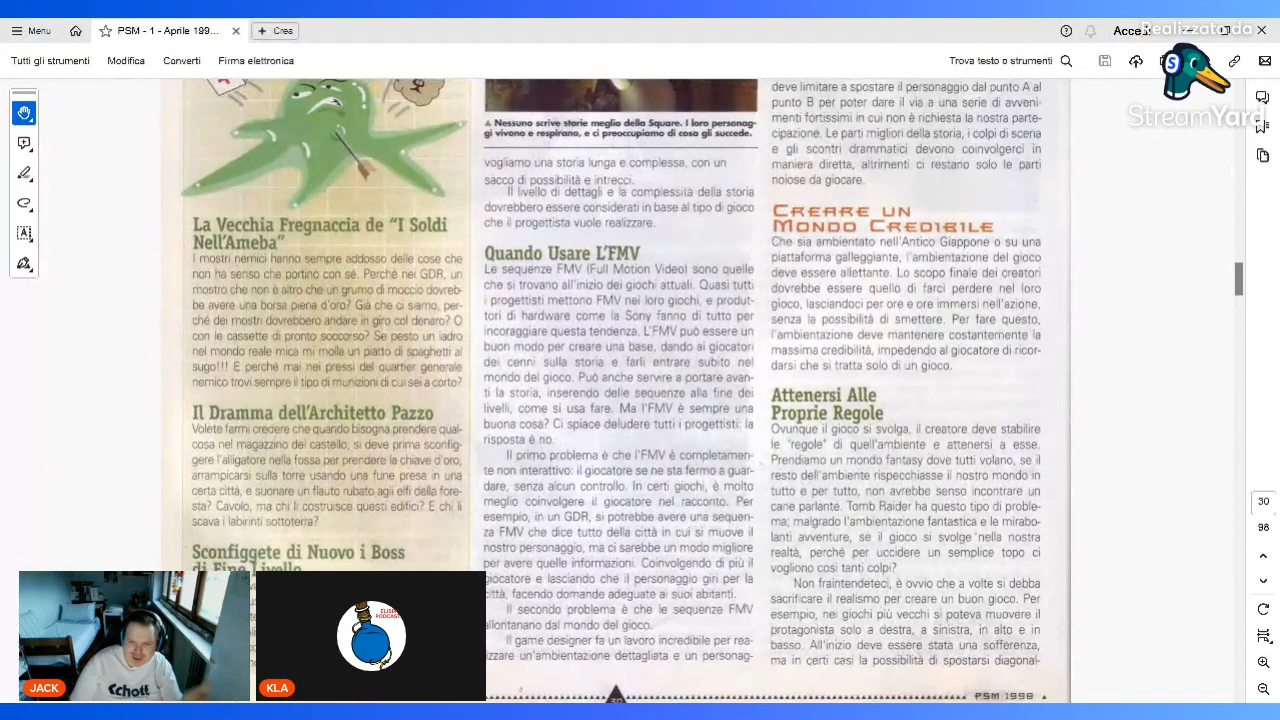 Menu
PSM - 1 - Aprile 199...
Crea
Realizzato da
Tutti gli strumenti
Modifica
Converti
Firma elettronica
Trova testo o strumenti
StreamYard
La Vecchia Fregnaccia de "I Soldi
Nell'Ameba"
I mostri nemici hanno sempre addosso delle cose che
non ha senso che portino con sé. Perché nei GDR, un
mostro che non è altro che un grumo di moccio dovreb-
be avere una borsa piena d'oro? Già che ci siamo, per-
ché dei mostri dovrebbero andare in giro col denaro? O
con le cassette di pronto soccorso? Se pesto un ladro
nel mondo reale mica mi molla un piatto di spaghetti al
sugo!!! E perché mai nei pressi del quartier generale
nemico trovi sempre il tipo di munizioni di cui sei a corto?
Il Dramma dell'Architetto Pazzo
Volete farmi credere che quando bisogna prendere qual-
cosa nel magazzino del castello, si deve prima sconfig-
gere l'alligatore nella fossa per prendere la chiave d'oro,
arrampicarsi sulla torre usando una fune presa in una
certa città, e suonare un flauto rubato agli elfi della fore-
sta? Cavolo, ma chi li costruisce questi edifici? E chi li
scava i labirinti sottoterra?
Sconfiggete di Nuovo i Boss
di Fine Livello
Nessuno scrive storie meglio della Square. I loro personag-
gi vivono e respirano, e ci preoccupiamo di cosa gli succede.
vogliamo una storia lunga e complessa, con un
sacco di possibilità e intrecci.
Il livello di dettagli e la complessità della storia
dovrebbero essere considerati in base al tipo di gioco
che il progettista vuole realizzare.
Quando Usare L'FMV
Le sequenze FMV (Full Motion Video) sono quelle
che si trovano all'inizio dei giochi attuali. Quasi tutti
i progettisti mettono FMV nei loro giochi, e produt-
tori di hardware come la Sony fanno di tutto per
incoraggiare questa tendenza. L'FMV può essere un
buon modo per creare una base, dando ai giocatori
dei cenni sulla storia e farli entrare subito nel
mondo del gioco. Può anche servire a portare avan-
ti la storia, inserendo delle sequenze alla fine dei
livelli, come si usa fare. Ma l'FMV è sempre una
buona cosa? Ci spiace deludere tutti i progettisti: la
risposta è no.
Il primo problema è che l'FMV è completamen-
te non interattivo: il giocatore se ne sta fermo a guar-
dare, senza alcun controllo. In certi giochi, è molto
meglio coinvolgere il giocatore nel racconto. Per
esempio, in un GDR, si potrebbe avere una sequen-
za FMV che dice tutto della città in cui si muove il
nostro personaggio, ma ci sarebbe un modo migliore
per avere quelle informazioni. Coinvolgendo di più il
giocatore e lasciando che il personaggio giri per la
città, facendo domande adeguate ai suoi abitanti.
Il secondo problema è che le sequenze FMV
allontanano dal mondo del gioco.
Il game designer fa un lavoro incredibile per rea-
lizzare un'ambientazione dettagliata e un personag-
deve limitare a spostare il personaggio dal punto A al
punto B per poter dare il via a una serie di avveni-
menti fortissimi in cui non è richiesta la nostra parte-
cipazione. Le parti migliori della storia, i colpi di scena
e gli scontri drammatici devono coinvolgerci in
maniera diretta, altrimenti ci restano solo le parti
noiose da giocare.
Creare un
Mondo Credibile
Che sia ambientato nell'Antico Giappone o su una
piattaforma galleggiante, l'ambientazione del gioco
deve essere allettante. Lo scopo finale dei creatori
dovrebbe essere quello di farci perdere nel loro
gioco, lasciandoci per ore e ore immersi nell'azione,
senza la possibilità di smettere. Per fare questo,
l'ambientazione deve mantenere costantemente la
massima credibilità, impedendo al giocatore di ricor-
darsi che si tratta solo di un gioco.
Attenersi Alle
Proprie Regole
Ovunque il gioco si svolga, il creatore deve stabilire
le "regole" di quell'ambiente e attenersi a esse.
Prendiamo un mondo fantasy dove tutti volano, se il
resto dell'ambiente rispecchiasse il nostro mondo in
tutto e per tutto, non avrebbe senso incontrare un
cane parlante. Tomb Raider ha questo tipo di proble-
ma; malgrado l'ambientazione fantastica e le mirabo-
lanti avventure, se il gioco si svolge nella nostra
realtà, perché per uccidere un semplice topo ci
vogliono così tanti colpi?
Non fraintendeteci, è ovvio che a volte si debba
sacrificare il realismo per creare un buon gioco. Per
esempio, nei giochi più vecchi si poteva muovere il
protagonista solo a destra, a sinistra, in alto e in
basso. All'inizio deve essere stata una sofferenza,
ma in certi casi la possibilità di spostarsi diagonal-
PSM 1998
30
98
JACK
Cchott
KLA
ELISIR
PODCAST